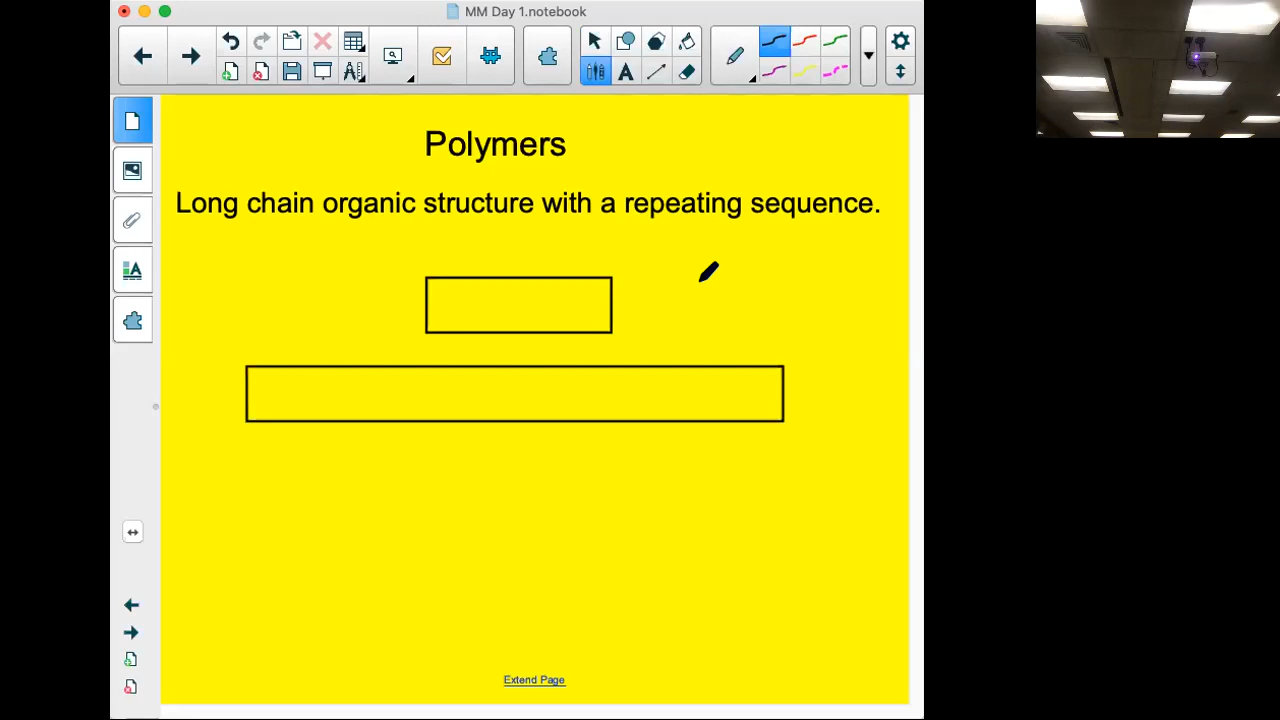 MM Day 1.notebook
Polymers
Long chain organic structure with a repeating sequence.
Extend Page